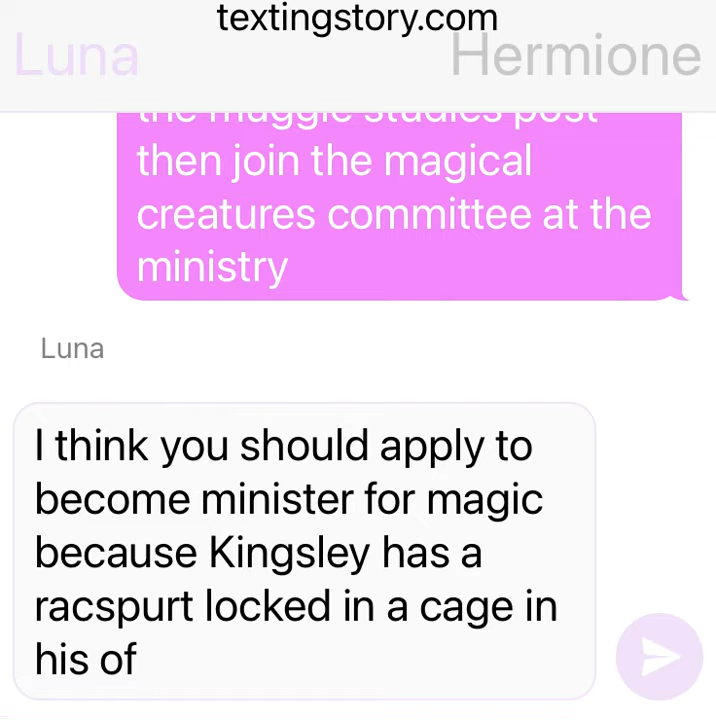 textingstory.com
Luna Hermione
the muggle studies post
then join the magical
creatures committee at the
ministry
Luna
I think you should apply to
become minister for magic
because Kingsley has a
racspurt locked in a cage in
his of